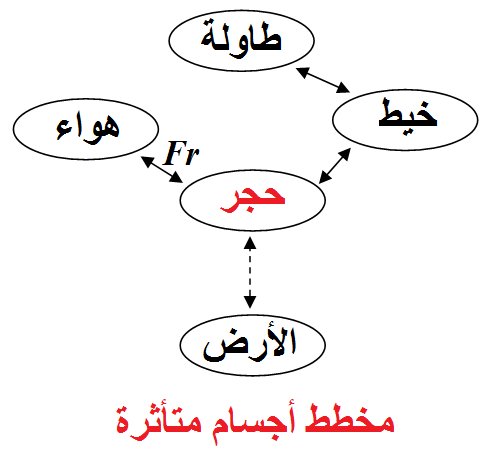 طاولة
خيط
هواء
Fr
حجر
الأرض
مخطط أجسام متأثرة